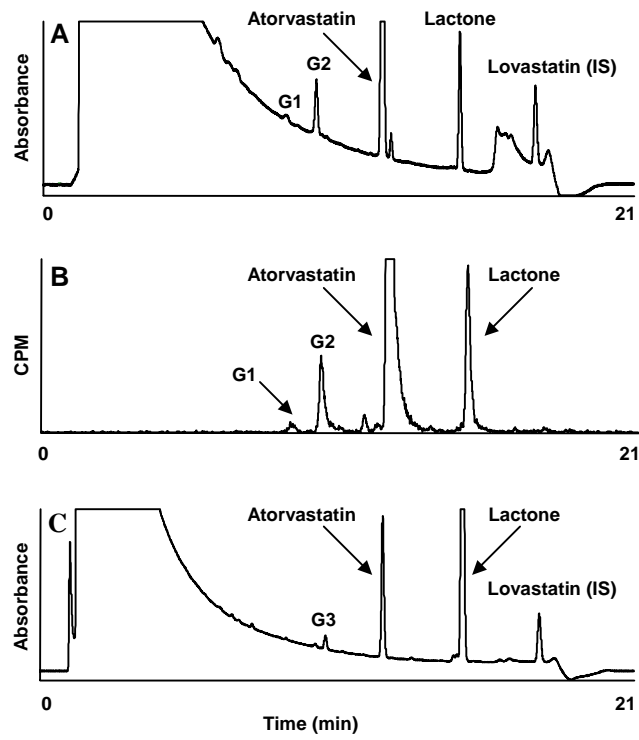 A
Atorvastatin
Lactone
G2
Lovastatin (IS)
G1
Absorbance
0
21
B
Atorvastatin
Lactone
G2
G1
CPM
0
21
C
Atorvastatin
Lactone
Lovastatin (IS)
G3
Absorbance
0
21
Time (min)